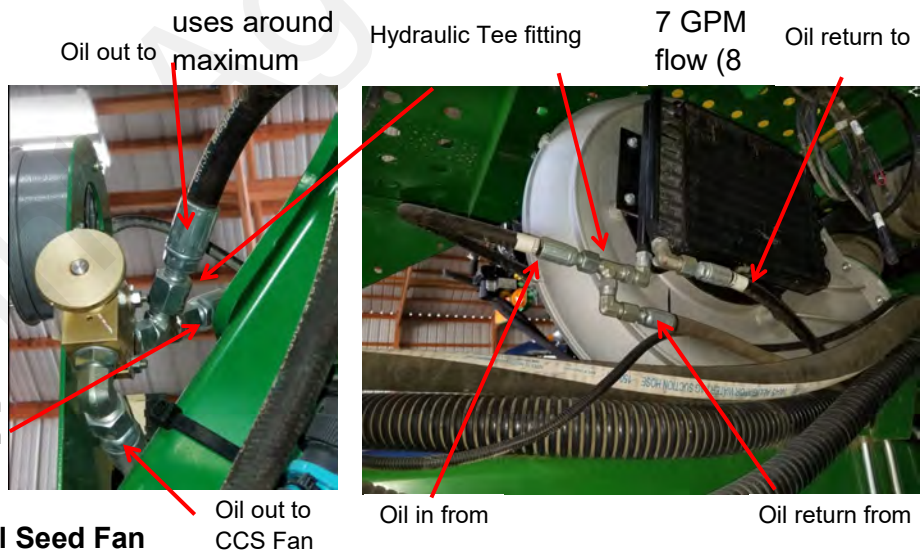 uses around
maximum
Oil out to
Hydraulic Tee fitting
7 GPM
flow (8
Oil return to
Oil out to
CCS Fan
Oil in from
Oil return from
l Seed Fan